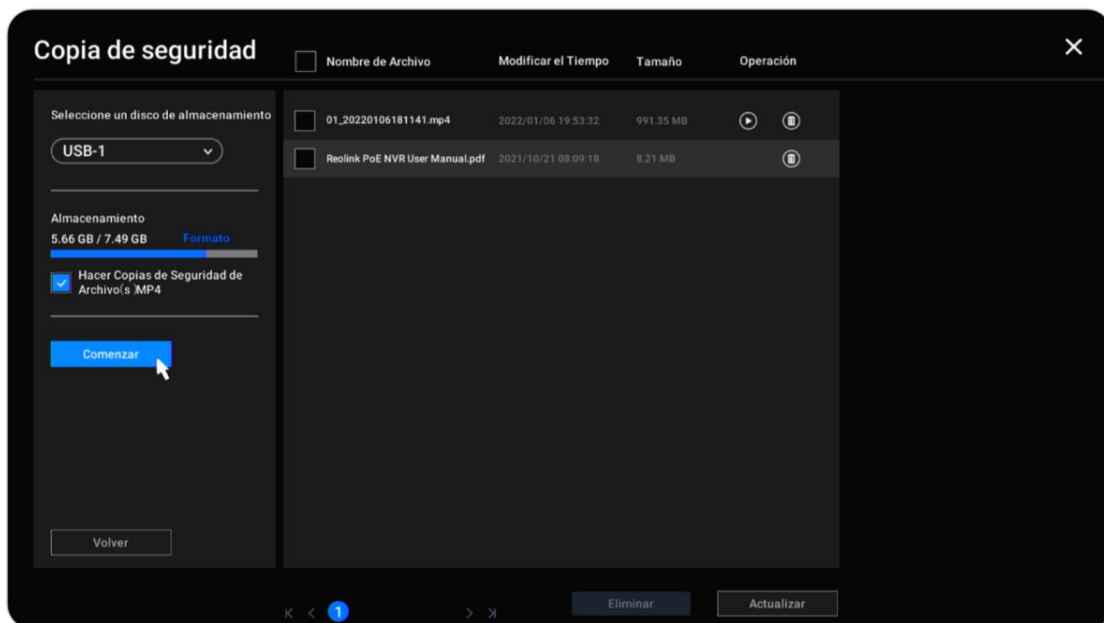 Copia de seguridad
Nombre de Archivo Modificar el Tiempo Tamaño Operación
Seleccione un disco de almacenamiento
USB-1
Almacenamiento
5.66 GB / 7.49 GB Formato
Hacer Copias de Seguridad de
Archivo(s )MP4
Comenzar
Volver
01_20220106181141.mp4 2022/01/06 19:53:32 991.35 MB
Reolink PoE NVR User Manual.pdf 2021/10/21 08:09:18 8.21 MB
1
Eliminar Actualizar